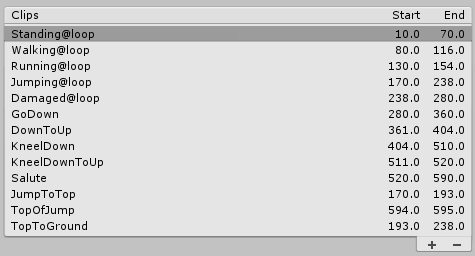 Clips Start End
Standing@loop 10.0 70.0
Walking@loop 80.0 116.0
Running@loop 130.0 154.0
Jumping@loop 170.0 238.0
Damaged@loop 238.0 280.0
GoDown 280.0 360.0
DownToUp 361.0 404.0
KneelDown 404.0 510.0
KneelDownToUp 511.0 520.0
Salute 520.0 590.0
JumpToTop 170.0 193.0
TopOfJump 594.0 595.0
TopToGround 193.0 238.0
+ −